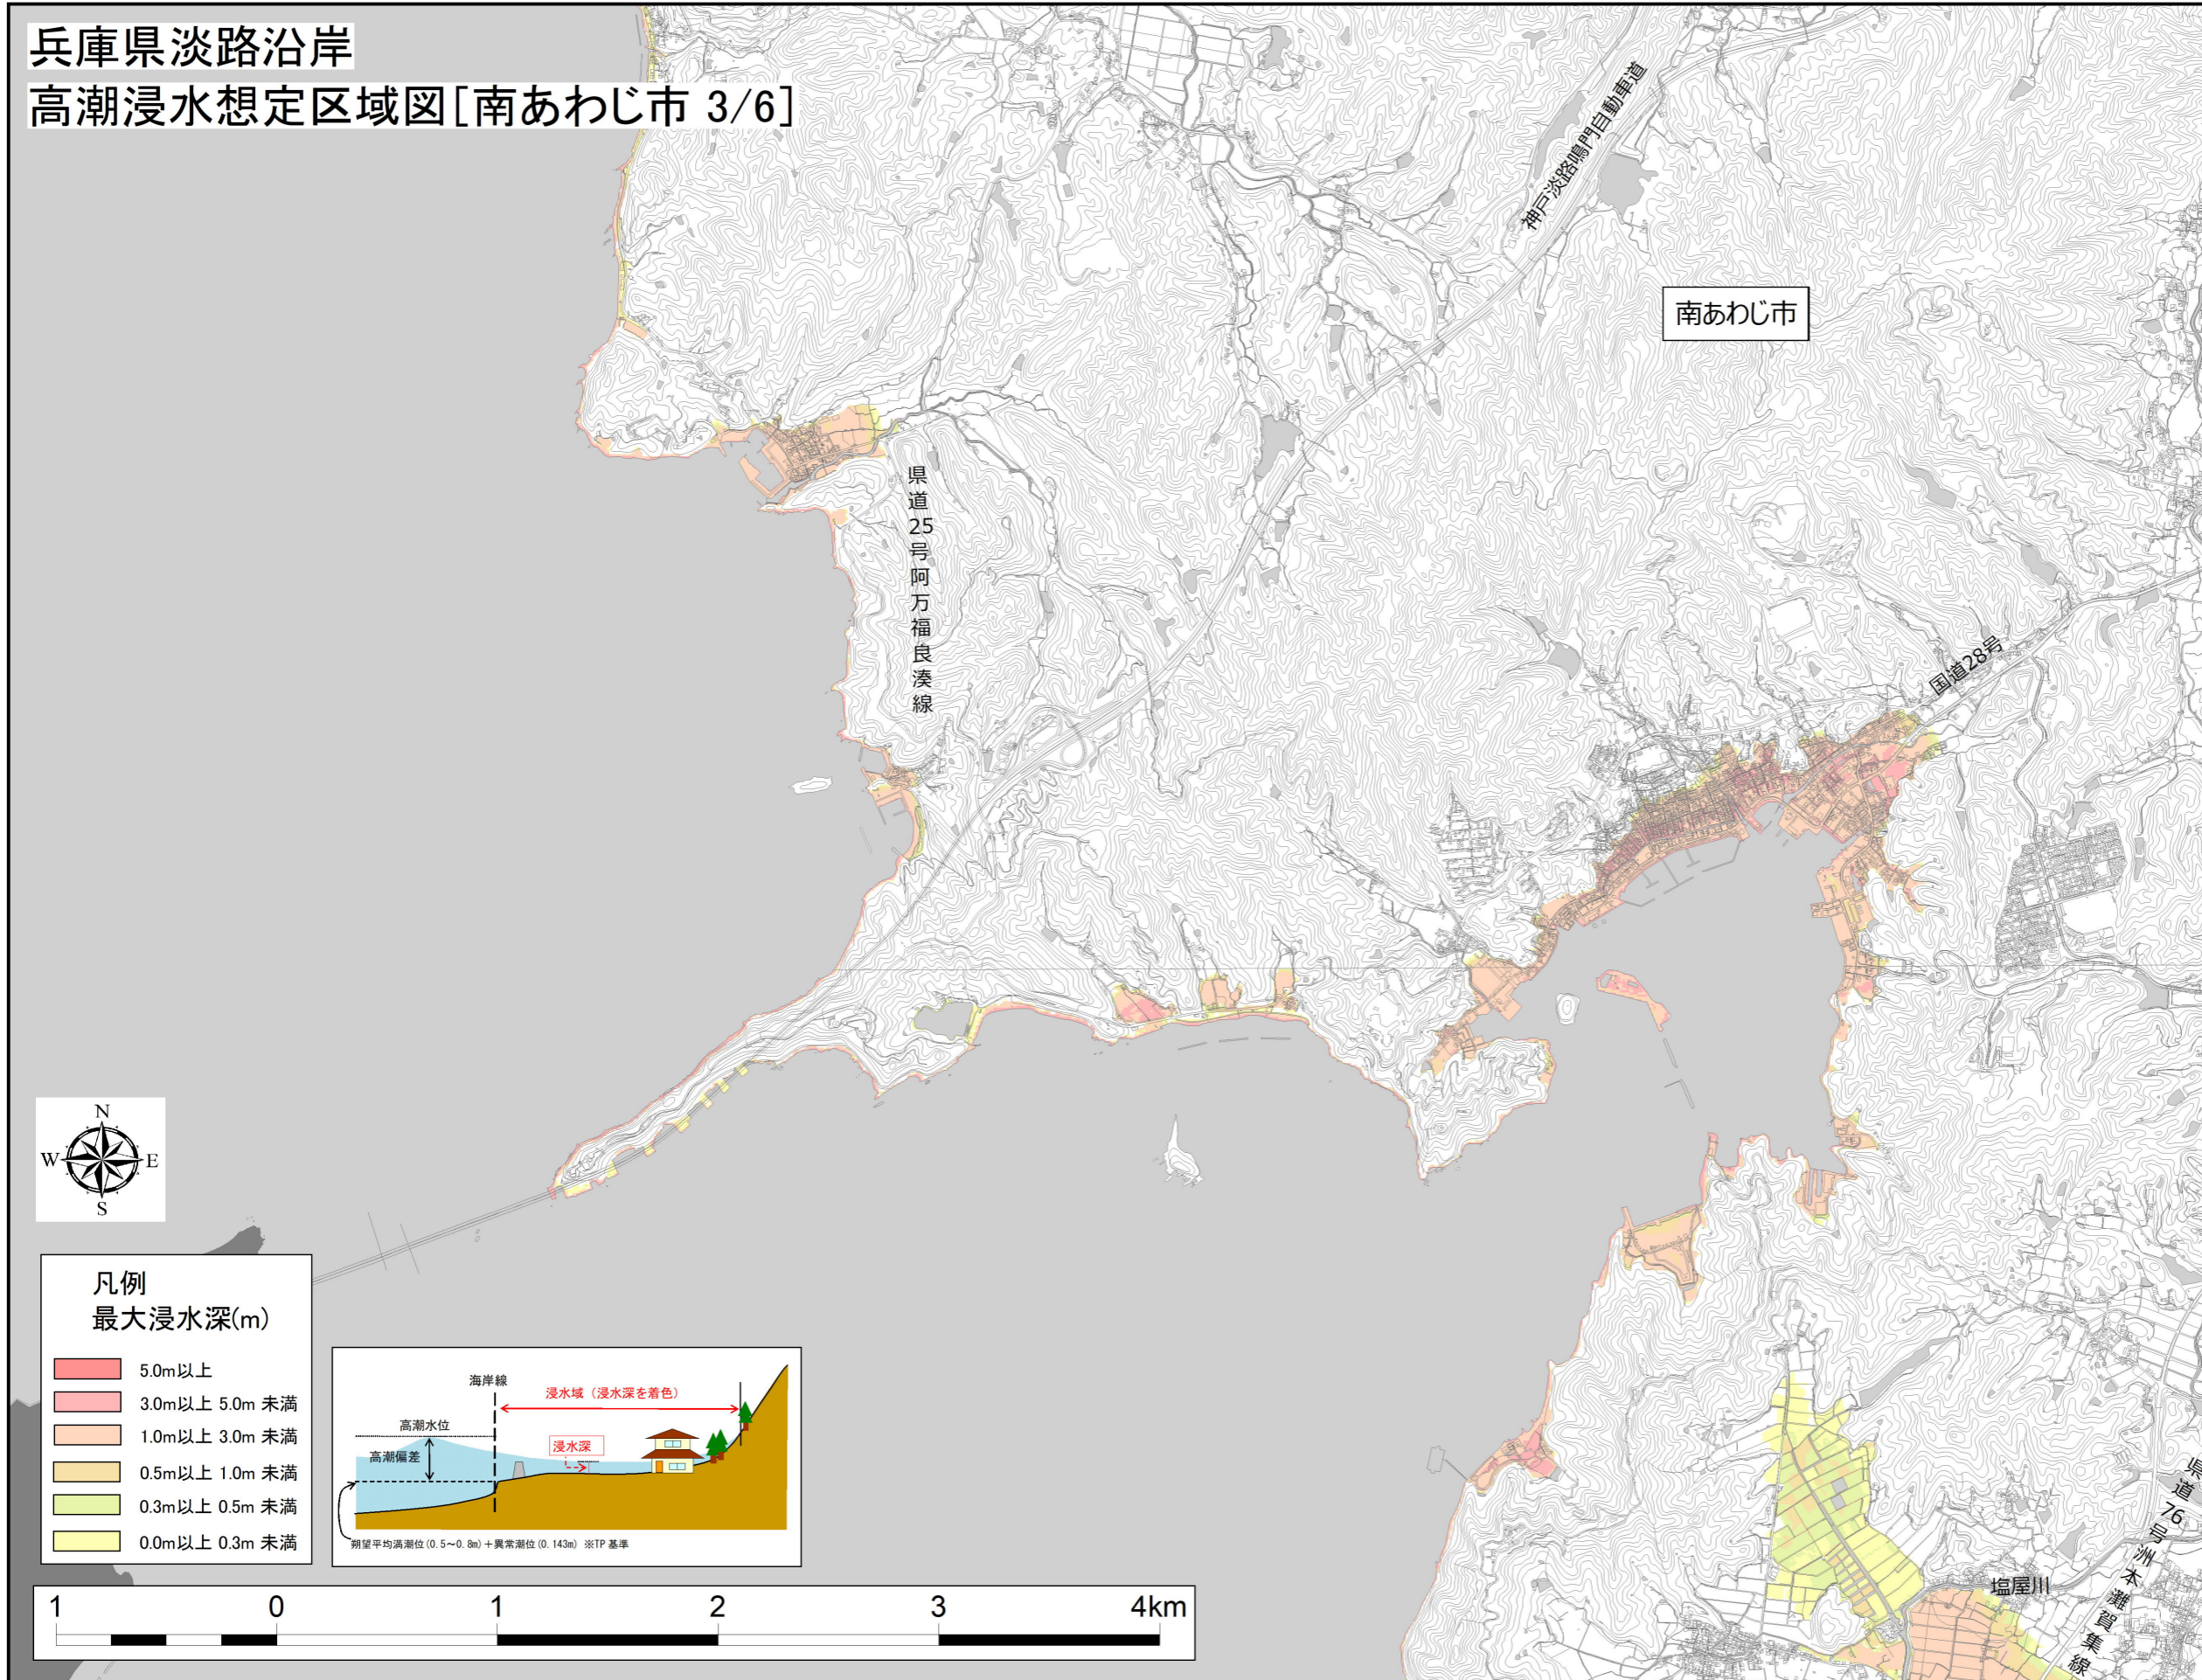 兵庫県淡路沿岸
高潮浸水想定区域図[南あわじ市 3/6]
神戸淡路鳴門自動車道
南あわじ市
県道25号阿万福良湊線
国道28号
N
W E
S
凡例
最大浸水深(m)
5.0m以上
3.0m以上 5.0m 未満
1.0m以上 3.0m 未満
0.5m以上 1.0m 未満
0.3m以上 0.5m 未満
0.0m以上 0.3m 未満
海岸線
浸水域（浸水深を着色）
高潮水位
高潮偏差
浸水深
朔望平均満潮位(0.5～0.8m)＋異常潮位(0.143m) ※TP基準
県道76号洲本灘賀集線
塩屋川
1 0 1 2 3 4km